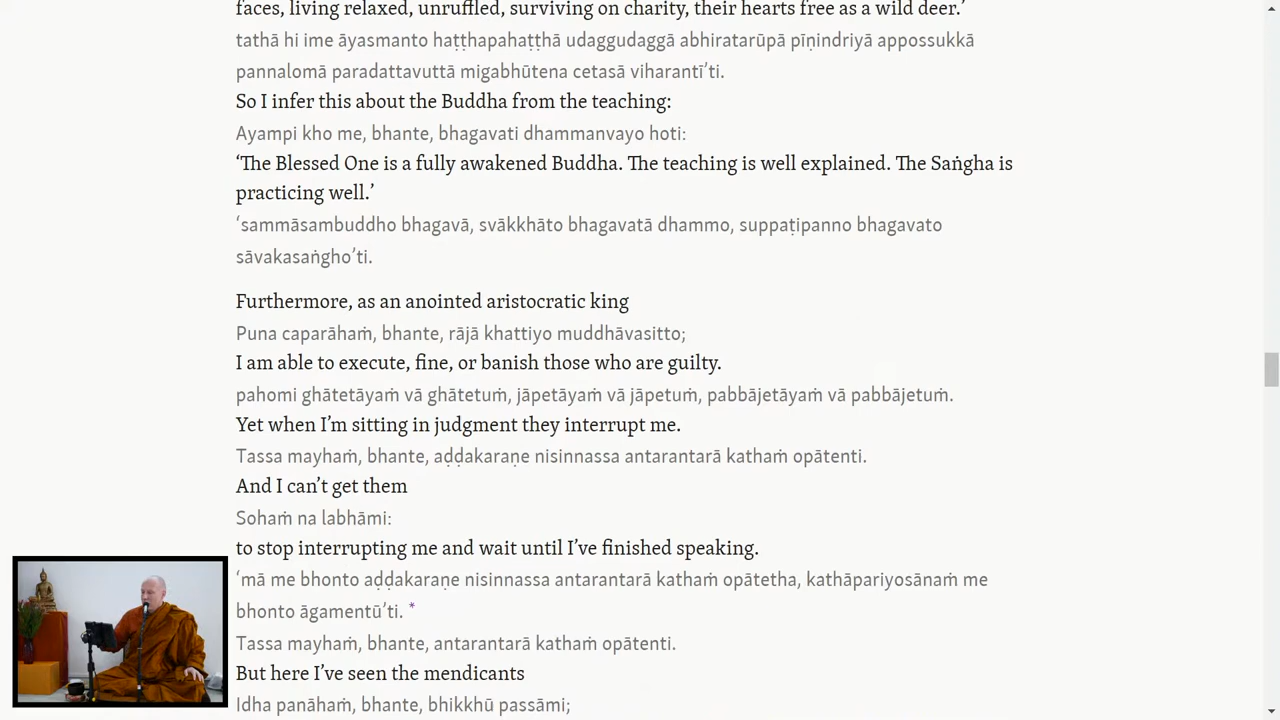 faces, living relaxed, unruffled, surviving on charity, their hearts free as a wild deer.’
tathā hi ime āyasmanto haṭṭhapahaṭṭhā udaggudaggā abhiratarūpā pīṇindriyā appossukkā
pannalomā paradattavuttā migabhūtena cetasā viharantī’ti.
So I infer this about the Buddha from the teaching:
Ayampi kho me, bhante, bhagavati dhammanvayo hoti:
‘The Blessed One is a fully awakened Buddha. The teaching is well explained. The Saṅgha is
practicing well.’
‘sammāsambuddho bhagavā, svākkhāto bhagavatā dhammo, suppaṭipanno bhagavato
sāvakasaṅgho’ti.
Furthermore, as an anointed aristocratic king
Puna caparāhaṁ, bhante, rājā khattiyo muddhāvasitto;
I am able to execute, fine, or banish those who are guilty.
pahomi ghātetāyaṁ vā ghātetuṁ, jāpetāyaṁ vā jāpetuṁ, pabbājetāyaṁ vā pabbājetuṁ.
Yet when I’m sitting in judgment they interrupt me.
Tassa mayhaṁ, bhante, aḍḍakaraṇe nisinnassa antarantarā kathaṁ opātenti.
And I can’t get them
Sohaṁ na labhāmi:
to stop interrupting me and wait until I’ve finished speaking.
‘mā me bhonto aḍḍakaraṇe nisinnassa antarantarā kathaṁ opātetha, kathāpariyosānaṁ me
bhonto āgamentū’ti. *
Tassa mayhaṁ, bhante, antarantarā kathaṁ opātenti.
But here I’ve seen the mendicants
Idha panāhaṁ, bhante, bhikkhū passāmi;